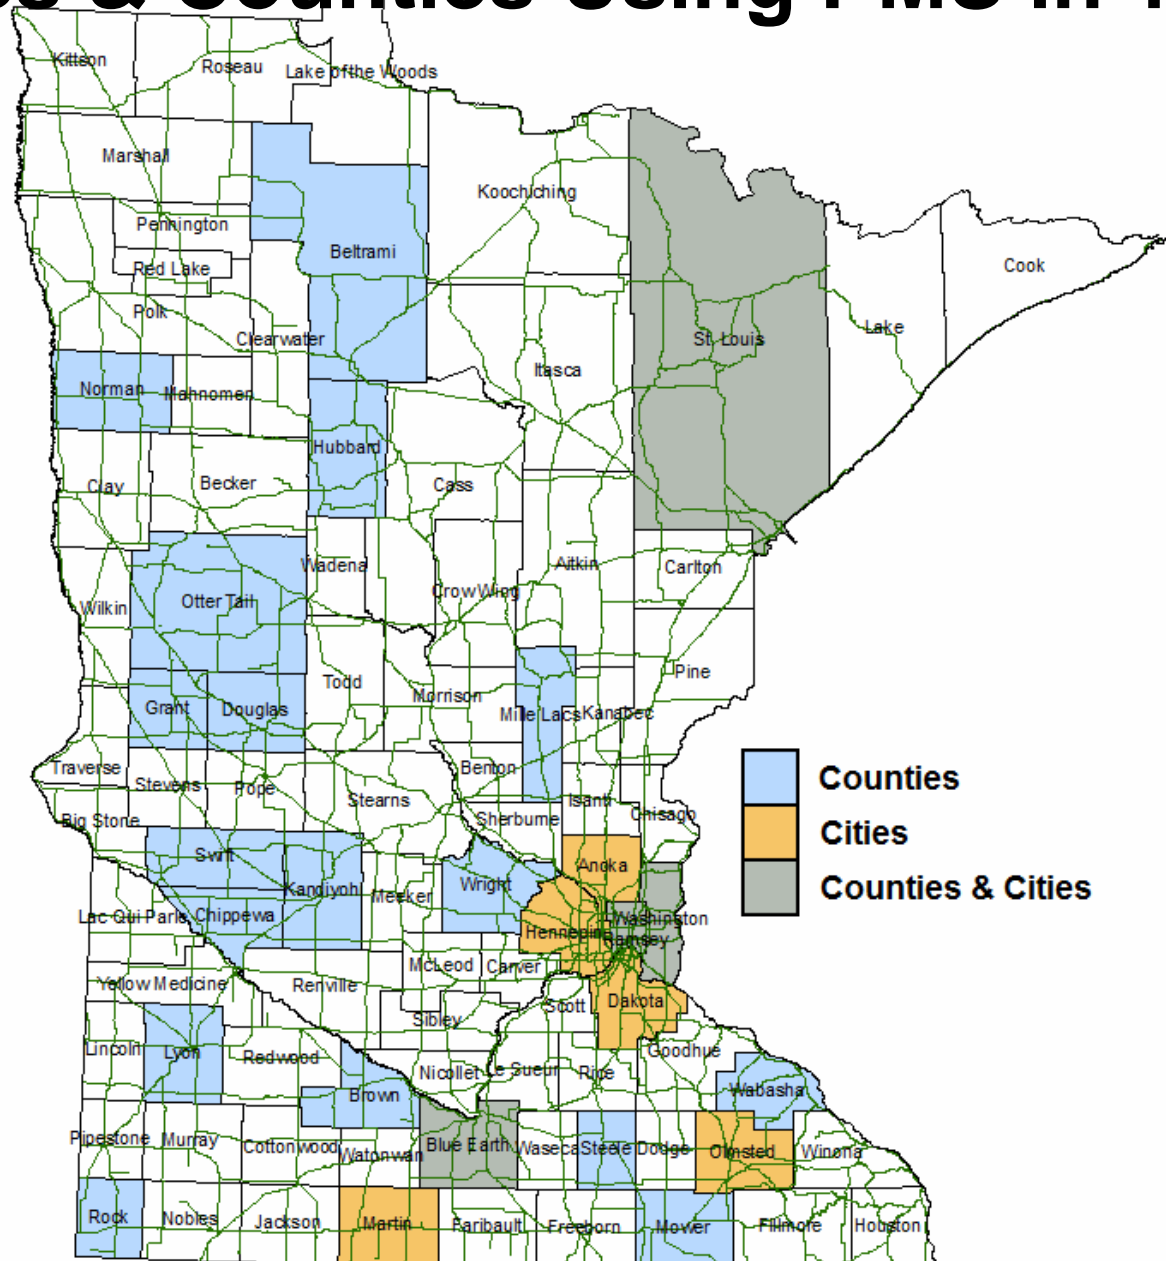 & Counties Using PMS in
Kittson
Roseau
Lake of the Woods
Marshall
Koochiching
Pennington
Beltrami
Red Lake
Cook
Polk
Clearwater
Lake
St. Louis
Itasca
Norman
Mahnomen
Hubbard
Clay
Becker
Cass
Wadena
Aitkin
Carlton
Crow Wing
Otter Tail
Wilkin
Todd
Pine
Morrison
Grant
Douglas
Mille Lacs
Kanabec
Traverse
Stevens
Pope
Benton
Counties
Stearns
Isanti
Big Stone
Sherburne
Chisago
Cities
Swift
Anoka
Kandiyohi
Meeker
Wright
Counties & Cities
Lac Qui Parle
Chippewa
Washington
Hennepin
Ramsey
McLeod
Carver
Yellow Medicine
Renville
Scott
Dakota
Sibley
Lincoln
Lyon
Redwood
Goodhue
Nicollet
Le Sueur
Rice
Brown
Wabasha
Pipestone
Murray
Cottonwood
Watonwan
Blue Earth
Waseca
Steele
Dodge
Olmsted
Winona
Rock
Nobles
Jackson
Martin
Faribault
Freeborn
Mower
Fillmore
Houston